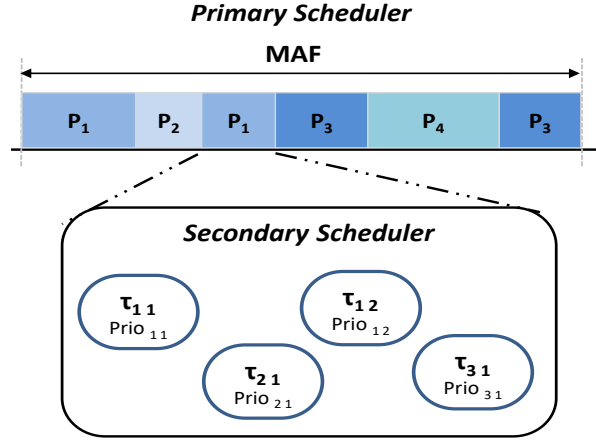 Primary Scheduler
MAF
P1 P2 P1 P3 P4 P3
Secondary Scheduler
τ1 1
Prio 1 1
τ1 2
Prio 1 2
τ2 1
Prio 2 1
τ3 1
Prio 3 1